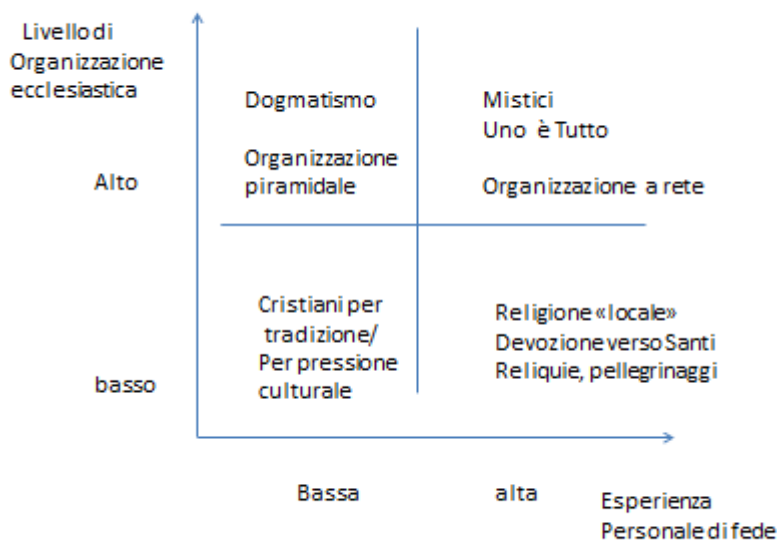 Livello di
Organizzazione
ecclesiastica
Dogmatismo
Organizzazione
piramidale
Mistici
Uno è Tutto
Organizzazione a rete
Alto
Cristiani per
tradizione/
Per pressione
culturale
Religione «locale»
Devozione verso Santi
Reliquie, pellegrinaggi
basso
Bassa
alta
Esperienza
Personale di fede